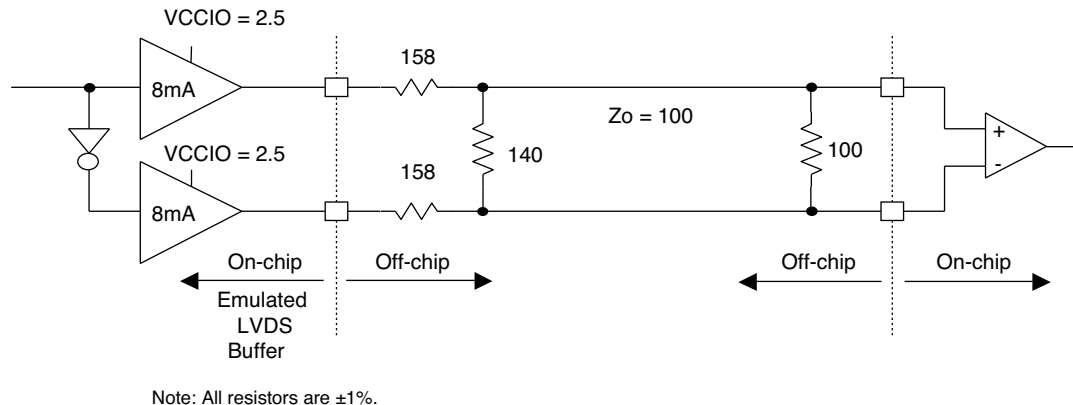 VCCIO = 2.5
8mA
158
Zo = 100
140
100
+
-
VCCIO = 2.5
8mA
158
On-chip
Off-chip
Off-chip
On-chip
Emulated
LVDS
Buffer
Note: All resistors are ±1%.